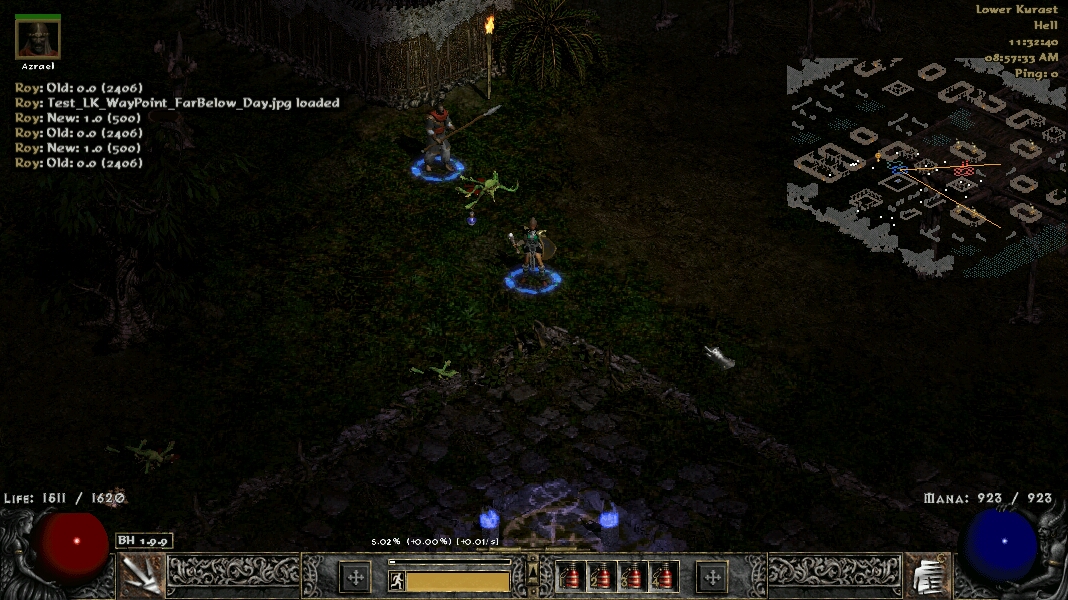 Lower Kurast
Hell
11:32:40
08:57:33 AM
Ping: 0
Azrael
Roy: Old: 0.0 (2406)
Roy: Test_LK_WayPoint_FarBelow_Day.jpg loaded
Roy: New: 1.0 (500)
Roy: Old: 0.0 (2406)
Roy: New: 1.0 (500)
Roy: Old: 0.0 (2406)
Life: 1511 / 1620
Mana: 923 / 923
BH 1.9.9
5.02% (+0.00%) [+0.01/s]